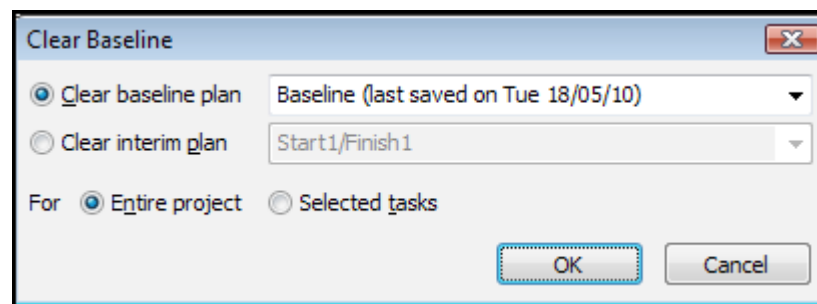 Clear Baseline
Clear baseline plan Baseline (last saved on Tue 18/05/10)
Clear interim plan Start1/Finish1
For Entire project Selected tasks
OK Cancel